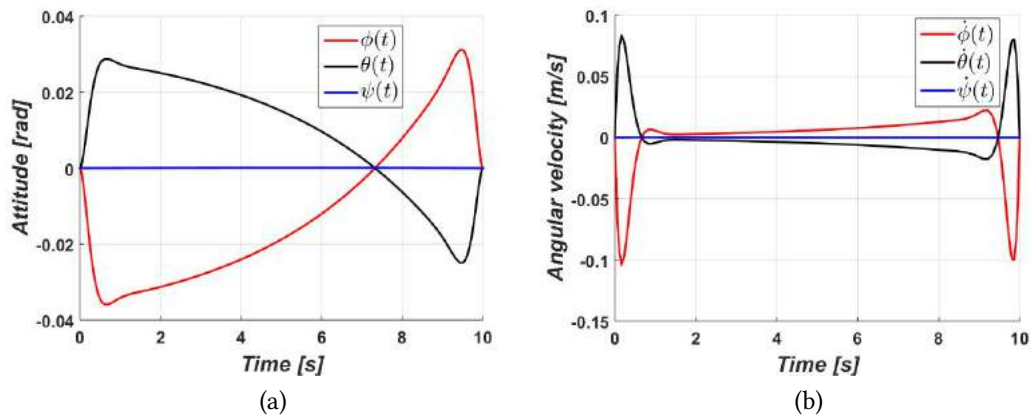 0.04
0.02
0
-0.02
-0.04
Attitude [rad]
ϕ(t)
θ(t)
ψ(t)
0 2 4 6 8 10
Time [s]
(a)
0.1
0.05
0
-0.05
-0.1
-0.15
Angular velocity [m/s]
ϕ̇(t)
θ̇(t)
ψ̇(t)
0 2 4 6 8 10
Time [s]
(b)